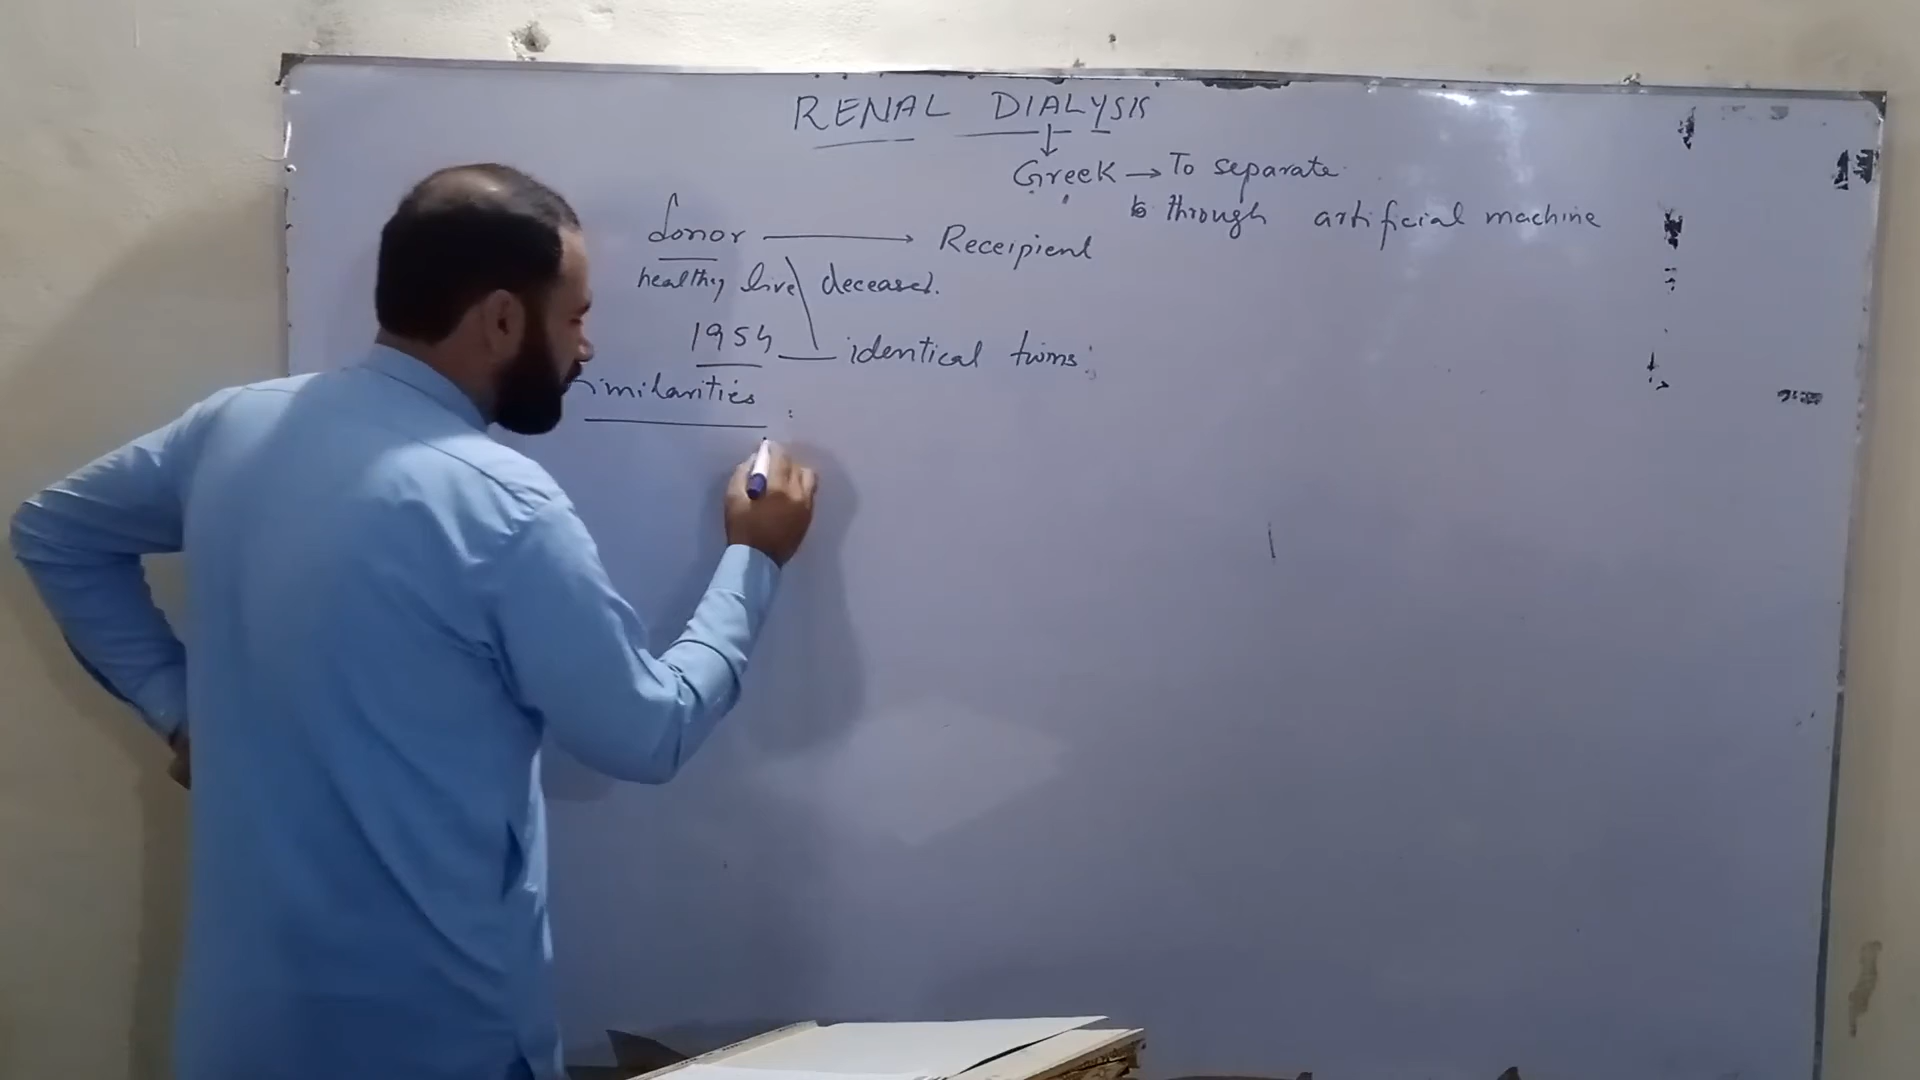 RENAL DIALYSIS
Greek → To separate
through artificial machine
donor → Receipient
healthy live deceased.
1954 identical twins
imilarities